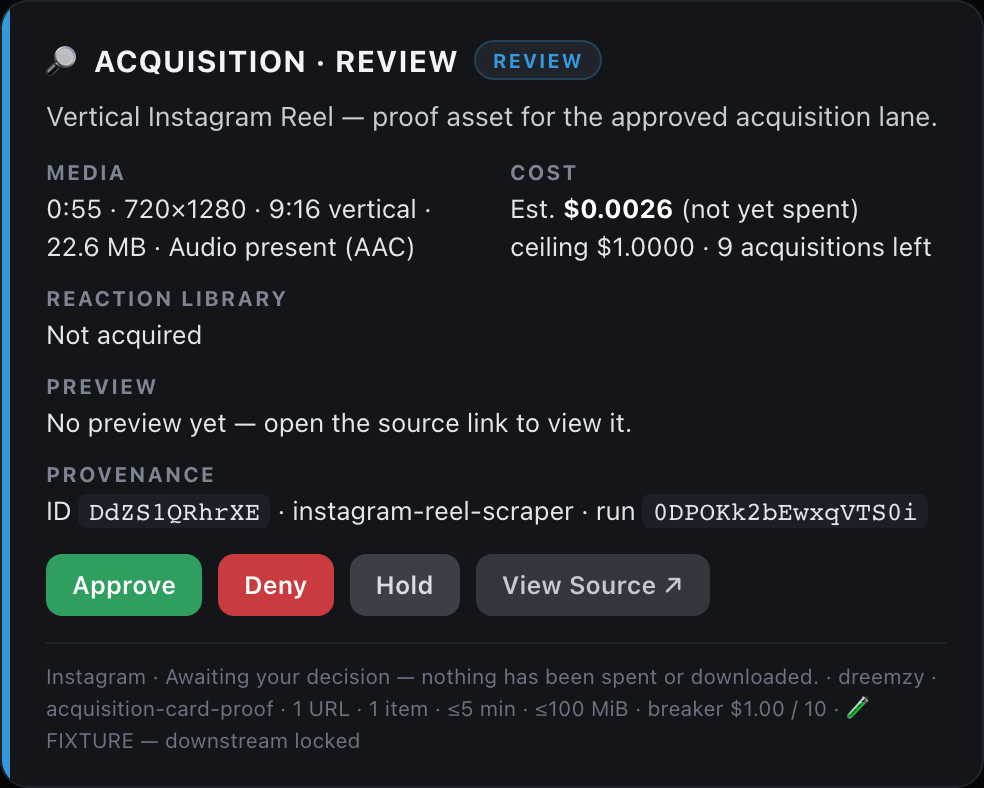 ACQUISITION · REVIEW REVIEW
Vertical Instagram Reel — proof asset for the approved acquisition lane.
MEDIA
0:55 · 720×1280 · 9:16 vertical ·
22.6 MB · Audio present (AAC)
COST
Est. $0.0026 (not yet spent)
ceiling $1.0000 · 9 acquisitions left
REACTION LIBRARY
Not acquired
PREVIEW
No preview yet — open the source link to view it.
PROVENANCE
ID DdZS1QRhrXE · instagram-reel-scraper · run 0DPOKk2bEwxqVTS0i
Approve Deny Hold View Source ↗
Instagram · Awaiting your decision — nothing has been spent or downloaded. · dreemzy ·
acquisition-card-proof · 1 URL · 1 item · ≤5 min · ≤100 MiB · breaker $1.00 / 10 · 🧪
FIXTURE — downstream locked